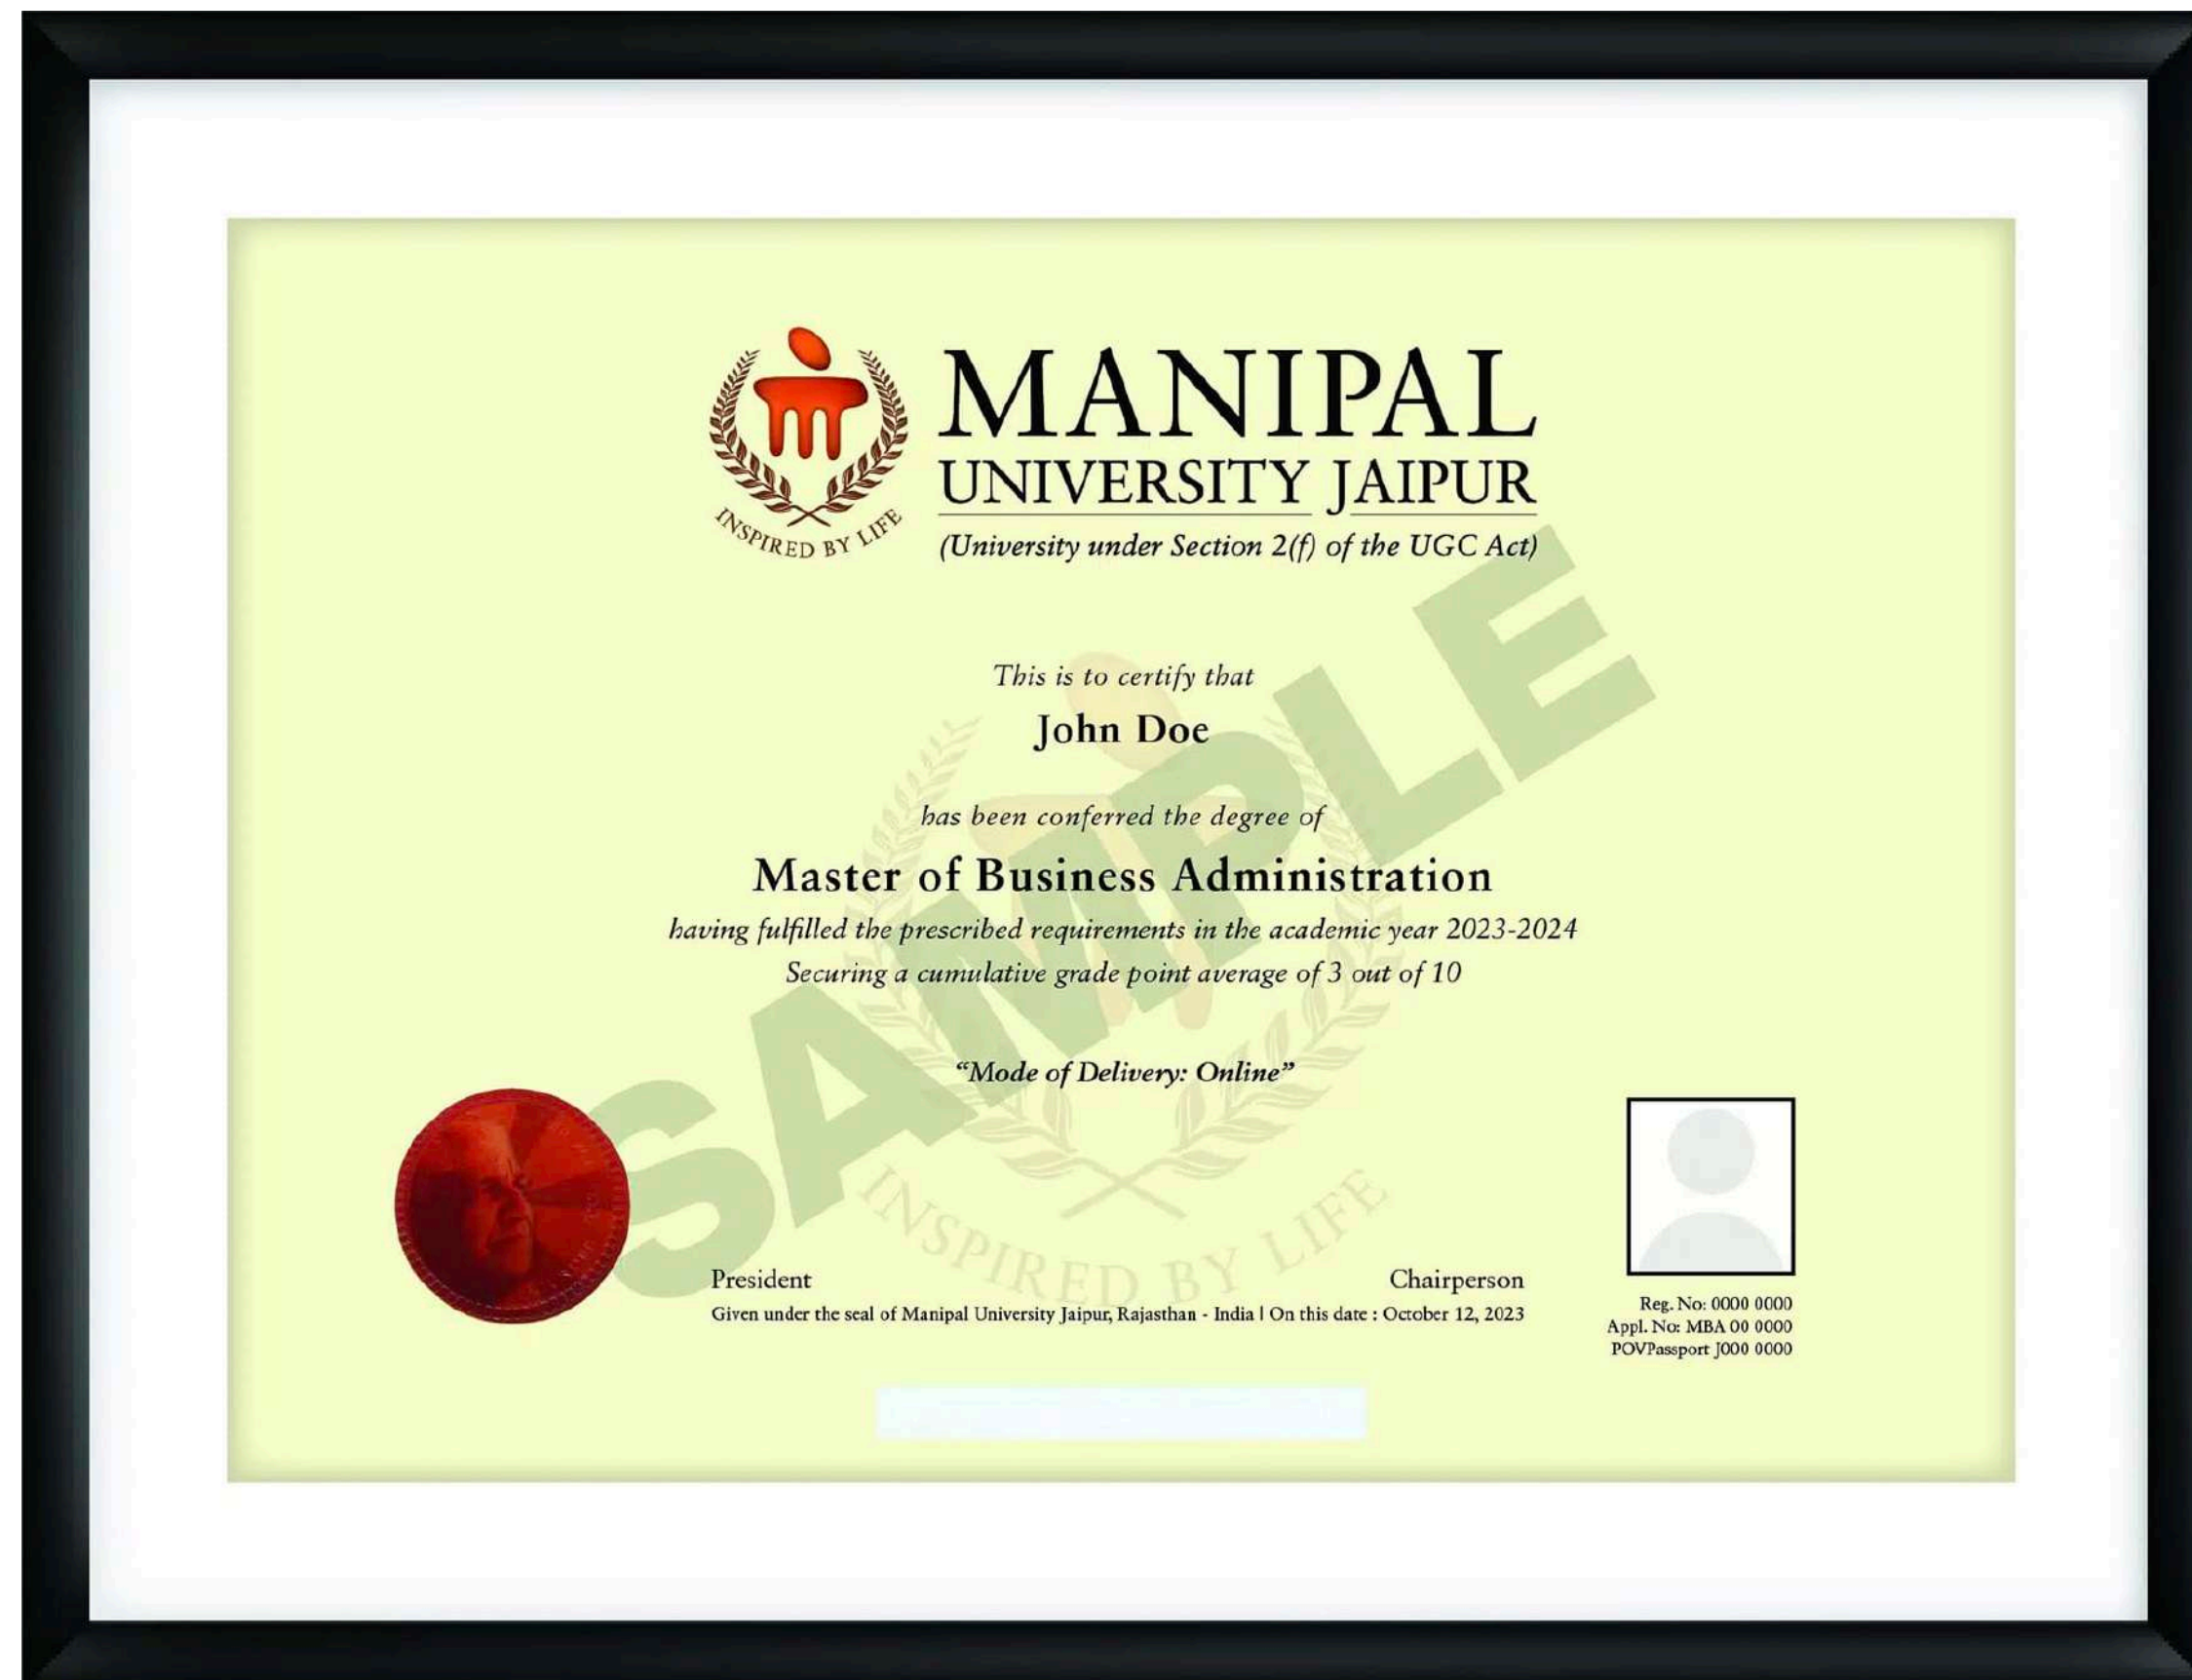 MANIPAL
UNIVERSITY JAIPUR
(University under Section 2(f) of the UGC Act)
INSPIRED BY LIFE
This is to certify that
John Doe
has been conferred the degree of
Master of Business Administration
having fulfilled the prescribed requirements in the academic year 2023-2024
Securing a cumulative grade point average of 3 out of 10
"Mode of Delivery: Online"
SAMPLE
INSPIRED BY LIFE
President
Chairperson
Given under the seal of Manipal University Jaipur, Rajasthan - India | On this date : October 12, 2023
Reg. No: 0000 0000
Appl. No: MBA 00 0000
POVPassport J000 0000